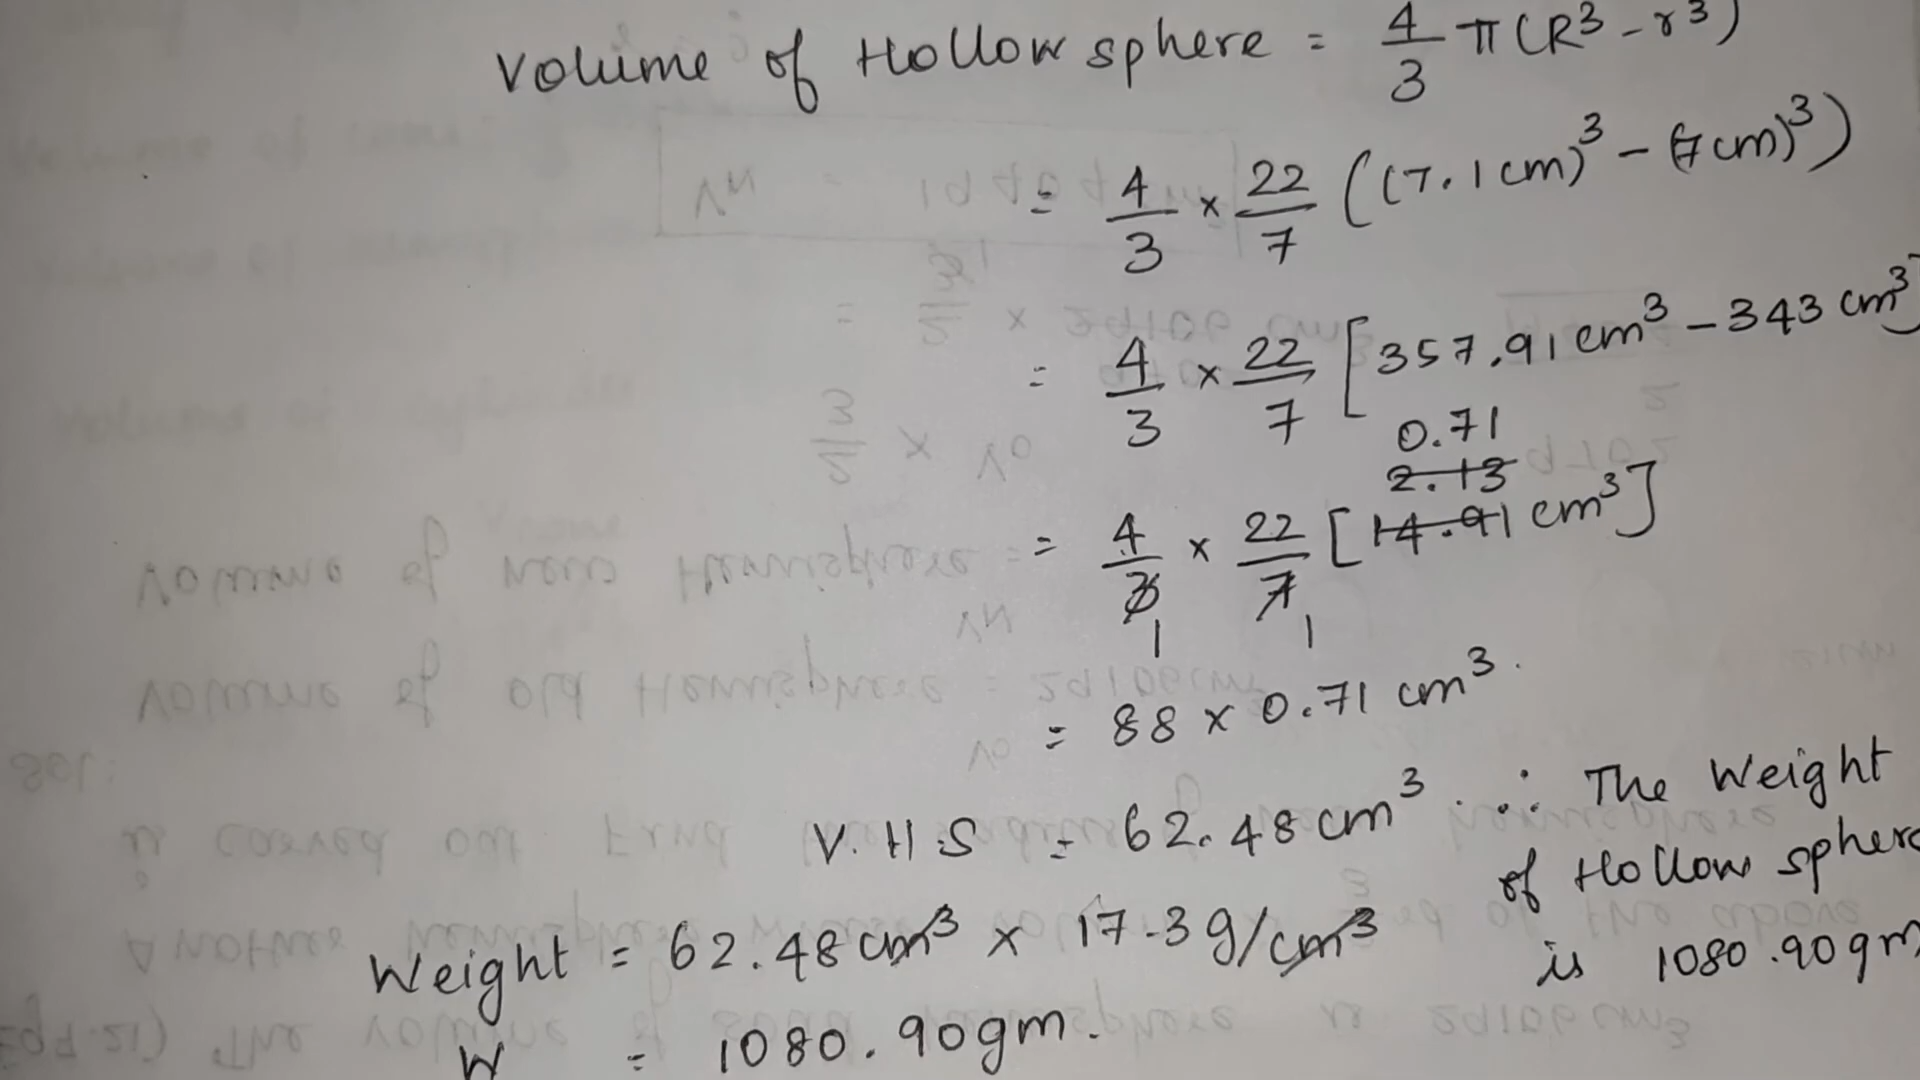 Volume of Hollow sphere = 4/3 π (R³ - r³)
= 4/3 × 22/7 ((7.1 cm)³ - (7 cm)³)
= 4/3 × 22/7 [357.91 cm³ - 343 cm³]
0.71
2.13
= 4/3 × 22/7 [14.91 cm³]
1 1
= 88 × 0.71 cm³.
V.H.S = 62.48 cm³.
∴ The Weight
of Hollow sphere
is 1080.90 gm
Weight = 62.48 cm³ × 17.3 g/cm³
W = 1080.90 gm.